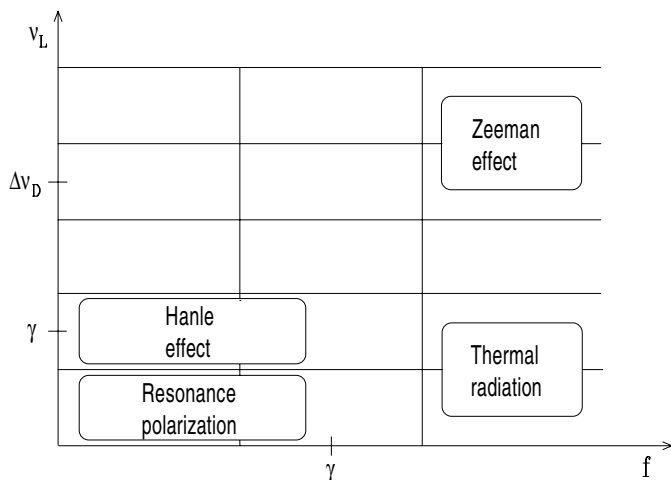 ν_L
Zeeman
effect
Δν_D
Hanle
effect
γ
Thermal
radiation
Resonance
polarization
γ
f